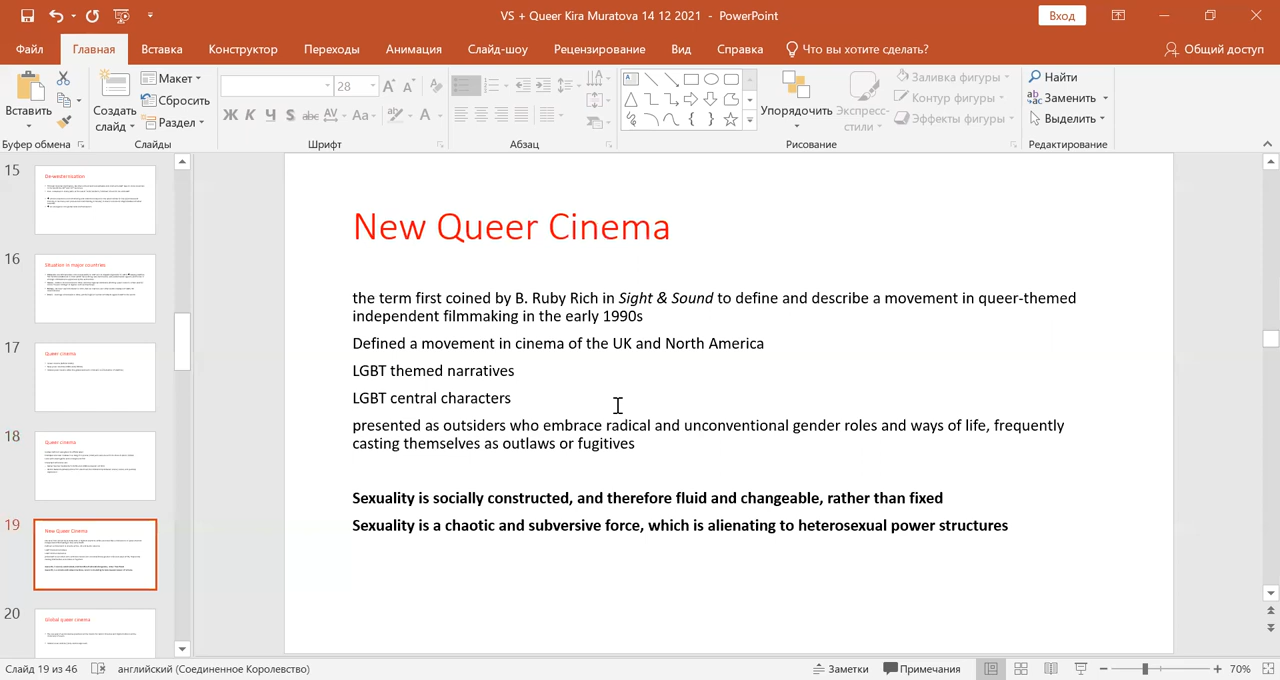 VS + Queer Kira Muratova 14 12 2021 - PowerPoint
Вход
Файл Главная Вставка Конструктор Переходы Анимация Слайд-шоу Рецензирование Вид Справка Что вы хотите сделать? Общий доступ
Вставить
Буфер обмена
Создать слайд
Макет
Сбросить
Раздел
Слайды
28
Ж К Ч S abc AV Aa A
Шрифт
Абзац
Упорядочить
Экспресс-стили
Заливка фигуры
Контур фигуры
Эффекты фигуры
Рисование
Найти
Заменить
Выделить
Редактирование
15
De-westernisation
16
Situation in major countries
17
Queer cinema
18
Queer cinema
19
New Queer Cinema
20
Global queer cinema
New Queer Cinema
the term first coined by B. Ruby Rich in Sight & Sound to define and describe a movement in queer-themed
independent filmmaking in the early 1990s
Defined a movement in cinema of the UK and North America
LGBT themed narratives
LGBT central characters
presented as outsiders who embrace radical and unconventional gender roles and ways of life, frequently
casting themselves as outlaws or fugitives
Sexuality is socially constructed, and therefore fluid and changeable, rather than fixed
Sexuality is a chaotic and subversive force, which is alienating to heterosexual power structures
Слайд 19 из 46 английский (Соединенное Королевство) Заметки Примечания 70%